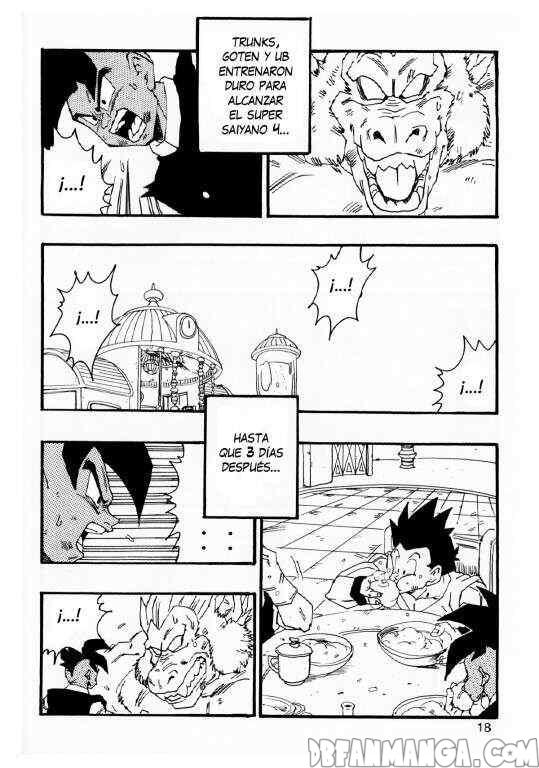 TRUNKS,
GOTEN Y UB
ENTRENARON
DURO PARA
ALCANZAR
EL SUPER
SAIYANO 4...
¡...!
¡...!
¡...!
¡...!
¡...!
HASTA
QUE 3 DÍAS
DESPUÉS...
¡...!
18
DBFANMANGA.COM